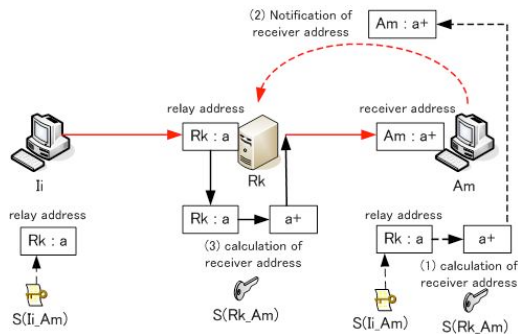 (2) Notification of
receiver address
Am : a+
relay address
receiver address
Rk : a
Am : a+
Ii
Rk
Am
relay address
Rk : a
a+
relay address
Rk : a
(3) calculation of
receiver address
Rk : a
a+
(1) calculation of
receiver address
S(Ii_Am)
S(Rk_Am)
S(Ii_Am)
S(Rk_Am)